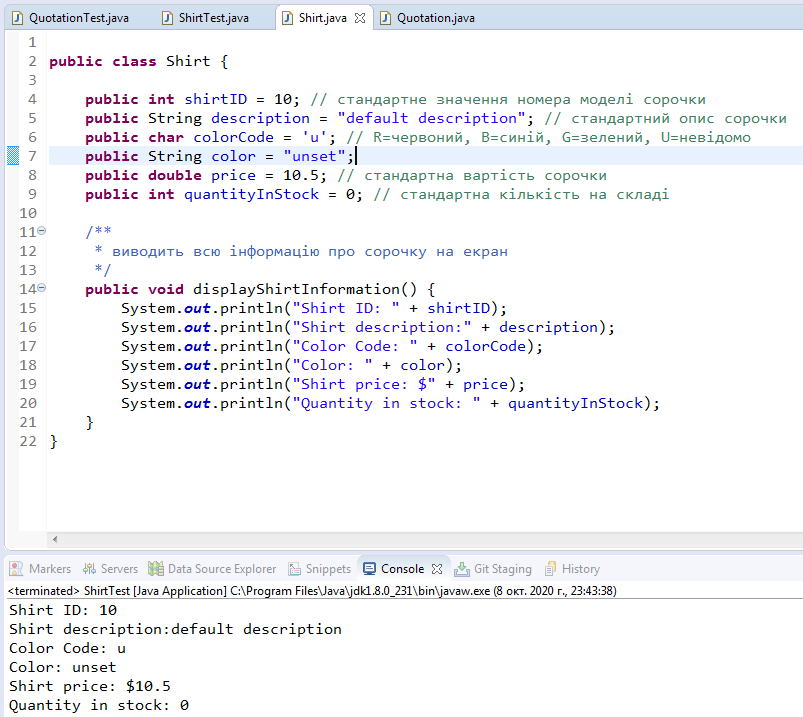 QuotationTest.java ShirtTest.java Shirt.java Quotation.java
1
2 public class Shirt {
3
4 public int shirtID = 10; // стандартне значення номера моделі сорочки
5 public String description = "default description"; // стандартний опис сорочки
6 public char colorCode = 'u'; // R=червоний, B=синій, G=зелений, U=невідомо
7 public String color = "unset";
8 public double price = 10.5; // стандартна вартість сорочки
9 public int quantityInStock = 0; // стандартна кількість на складі
10
11 /**
12 * виводить всю інформацію про сорочку на екран
13 */
14 public void displayShirtInformation() {
15 System.out.println("Shirt ID: " + shirtID);
16 System.out.println("Shirt description:" + description);
17 System.out.println("Color Code: " + colorCode);
18 System.out.println("Color: " + color);
19 System.out.println("Shirt price: $" + price);
20 System.out.println("Quantity in stock: " + quantityInStock);
21 }
22 }
Markers Servers Data Source Explorer Snippets Console Git Staging History
<terminated> ShirtTest [Java Application] C:\Program Files\Java\jdk1.8.0_231\bin\javaw.exe (8 окт. 2020 г., 23:43:38)
Shirt ID: 10
Shirt description:default description
Color Code: u
Color: unset
Shirt price: $10.5
Quantity in stock: 0